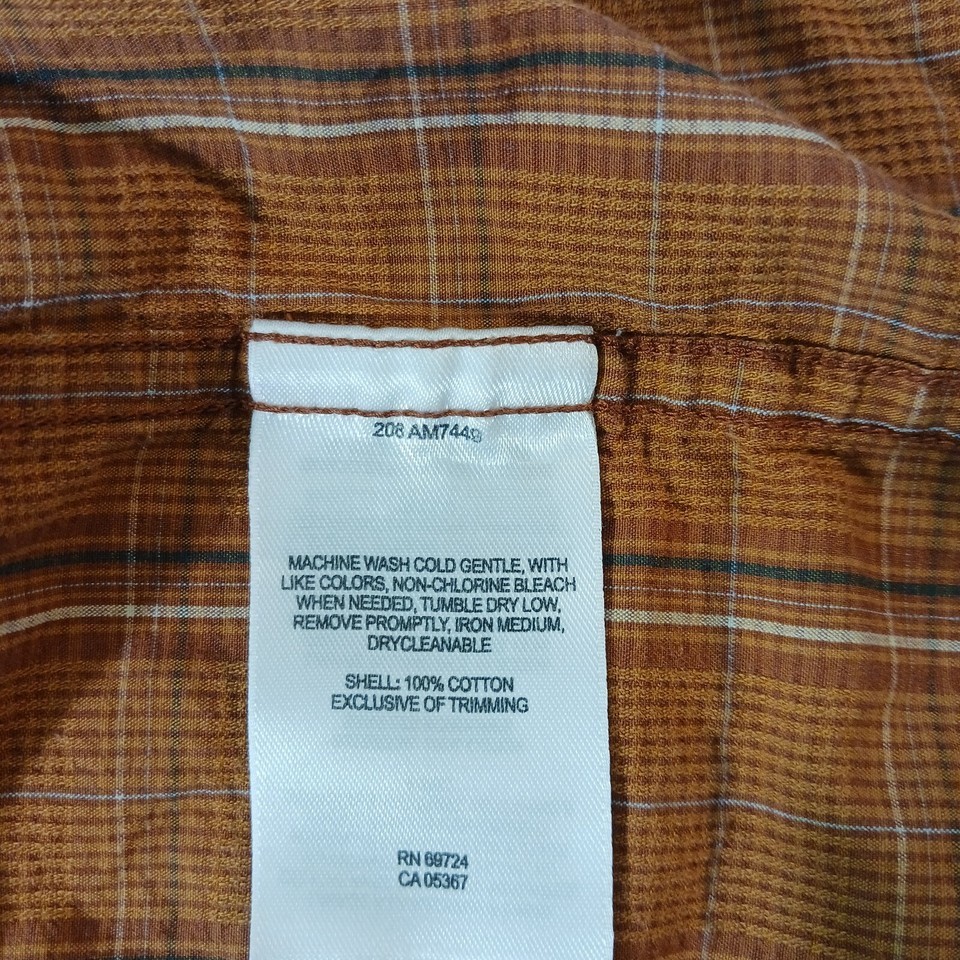 208 AM7449
MACHINE WASH COLD GENTLE, WITH
LIKE COLORS, NON-CHLORINE BLEACH
WHEN NEEDED, TUMBLE DRY LOW,
REMOVE PROMPTLY, IRON MEDIUM,
DRYCLEANABLE
SHELL: 100% COTTON
EXCLUSIVE OF TRIMMING
RN 69724
CA 05367